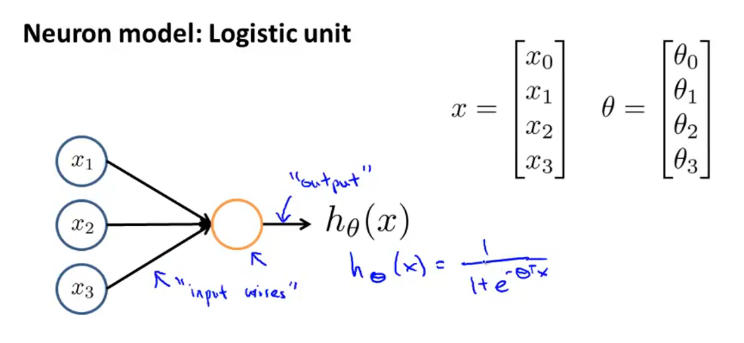 Neuron model: Logistic unit
x = [x₀ x₁ x₂ x₃]
θ = [θ₀ θ₁ θ₂ θ₃]
x₁
x₂
x₃
"output"
hθ(x)
hθ(x) = 1 / (1 + e^(-θᵀx))
"input wires"